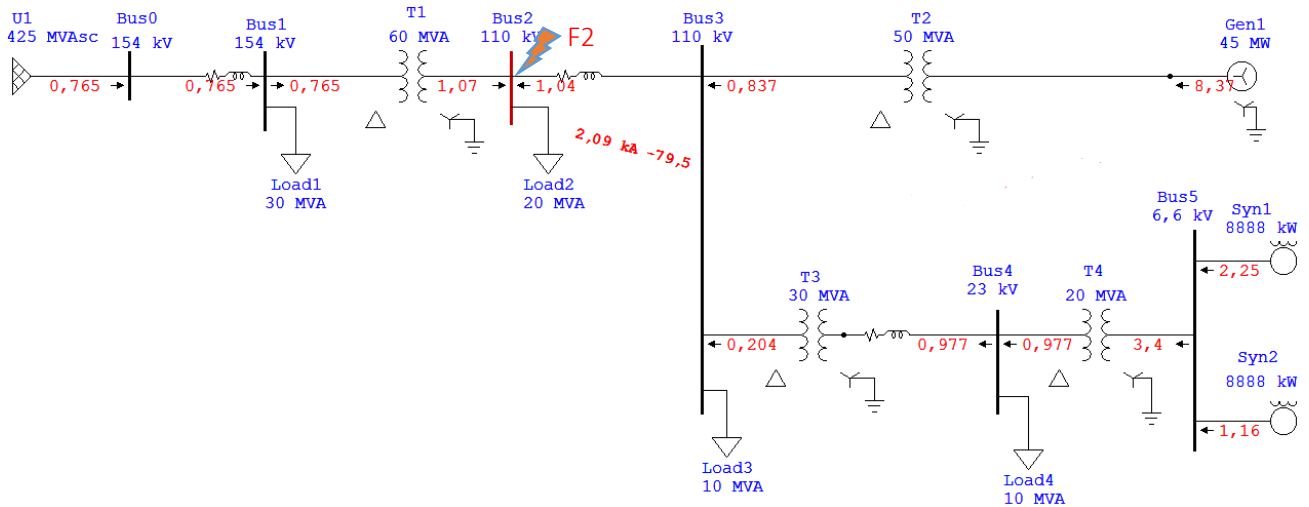 U1
425 MVAsc
Bus0
154 kV
Bus1
154 kV
T1
60 MVA
Bus2
110 kV
F2
Bus3
110 kV
T2
50 MVA
Gen1
45 MW
0,765
0,765
0,765
1,07
1,04
0,837
8,37
2,09 kA -79,5
Load1
30 MVA
Load2
20 MVA
Bus5
6,6 kV
Syn1
8888 kW
2,25
T3
30 MVA
Bus4
23 kV
T4
20 MVA
0,204
0,977
0,977
3,4
Syn2
8888 kW
1,16
Load3
10 MVA
Load4
10 MVA